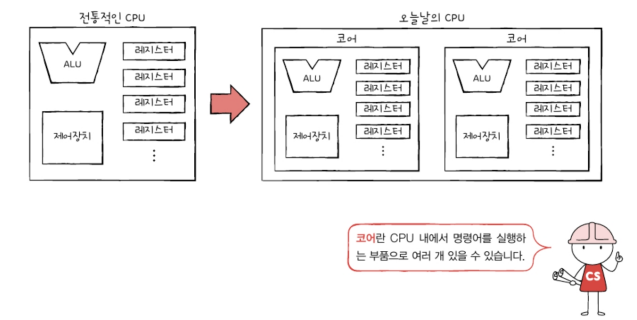 전통적인 CPU
ALU
레지스터
레지스터
레지스터
레지스터
제어장치
오늘날의 CPU
코어
ALU
레지스터
레지스터
레지스터
레지스터
제어장치
코어
ALU
레지스터
레지스터
레지스터
레지스터
제어장치
코어란 CPU 내에서 명령어를 실행하
는 부품으로 여러 개 있을 수 있습니다.
CS